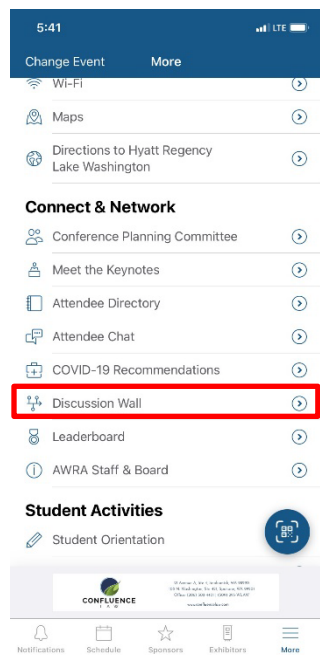 5:41
LTE
Change Event
More
Wi-Fi
Maps
Directions to Hyatt Regency
Lake Washington
Connect & Network
Conference Planning Committee
Meet the Keynotes
Attendee Directory
Attendee Chat
COVID-19 Recommendations
Discussion Wall
Leaderboard
AWRA Staff & Board
Student Activities
Student Orientation
CONFLUENCE
LAW
Notifications
Schedule
Sponsors
Exhibitors
More